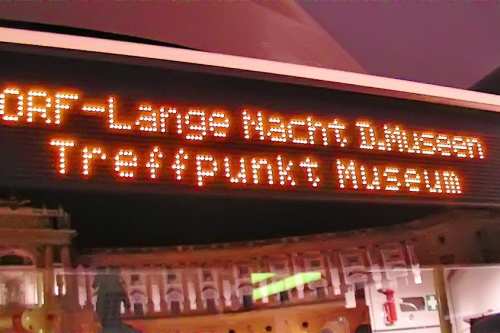 ORF-Lange Nacht D.Museen
Treffpunkt Museum